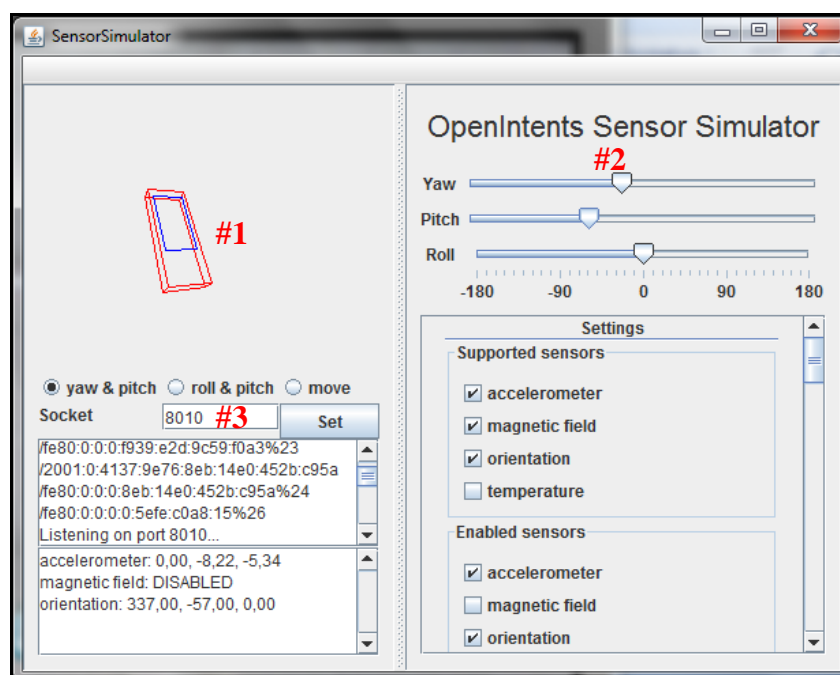 SensorSimulator
#1
yaw & pitch roll & pitch move
Socket 8010 #3 Set
/fe80:0:0:0:f939:e2d:9c59:f0a3%23
/2001:0:4137:9e76:8eb:14e0:452b:c95a
/fe80:0:0:0:8eb:14e0:452b:c95a%24
/fe80:0:0:0:0:5efe:c0a8:15%26
Listening on port 8010...
accelerometer: 0,00, -8,22, -5,34
magnetic field: DISABLED
orientation: 337,00, -57,00, 0,00
OpenIntents Sensor Simulator
#2
Yaw
Pitch
Roll
-180 -90 0 90 180
Settings
Supported sensors
accelerometer
magnetic field
orientation
temperature
Enabled sensors
accelerometer
magnetic field
orientation